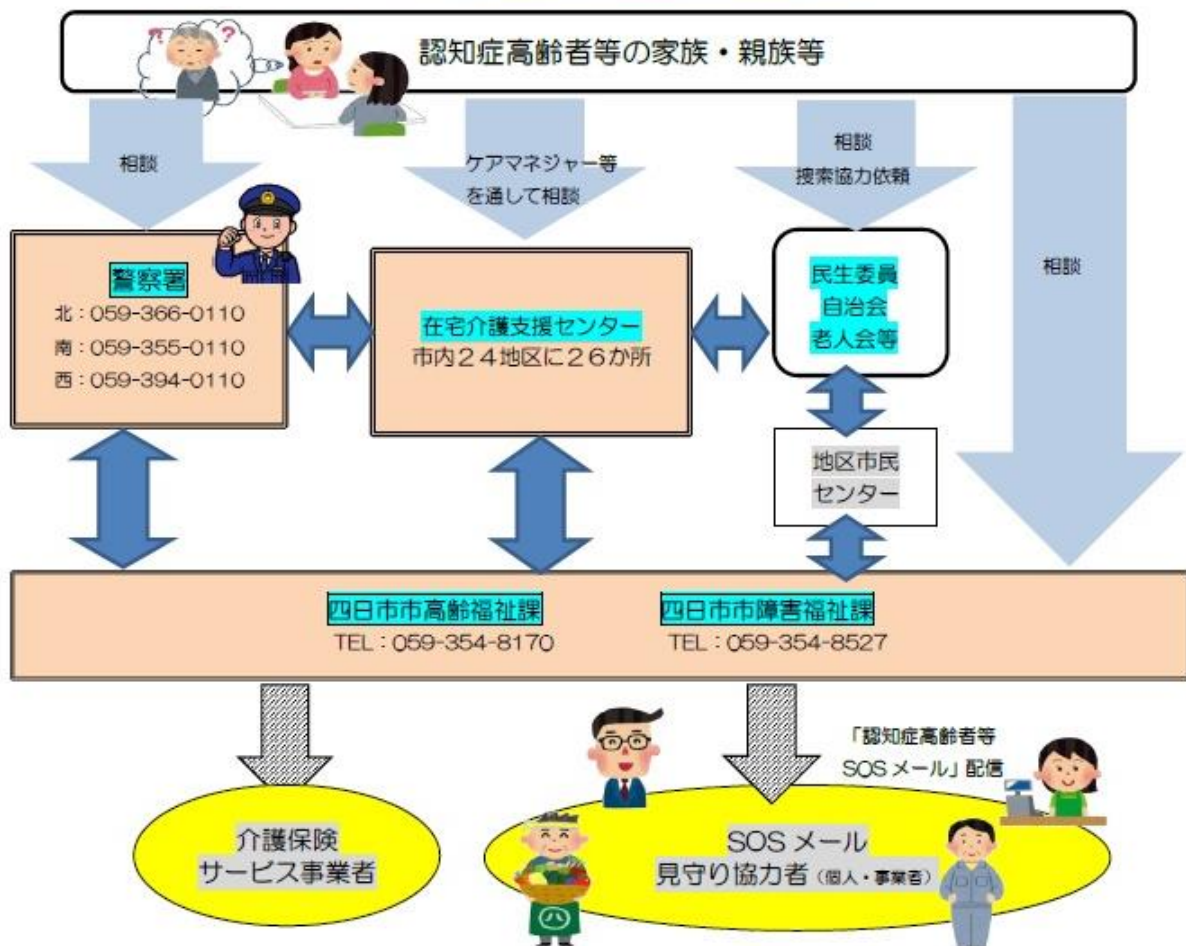 認知症高齢者等の家族・親族等
?
?
相談
ケアマネジャー等
を通して相談
相談
捜索協力依頼
相談
警察署
北：059-366-0110
南：059-355-0110
西：059-394-0110
在宅介護支援センター
市内２４地区に２６か所
民生委員
自治会
老人会等
地区市民
センター
四日市市高齢福祉課
TEL：059-354-8170
四日市市障害福祉課
TEL：059-354-8527
「認知症高齢者等
SOSメール」配信
介護保険
サービス事業者
SOSメール
見守り協力者（個人・事業者）
八